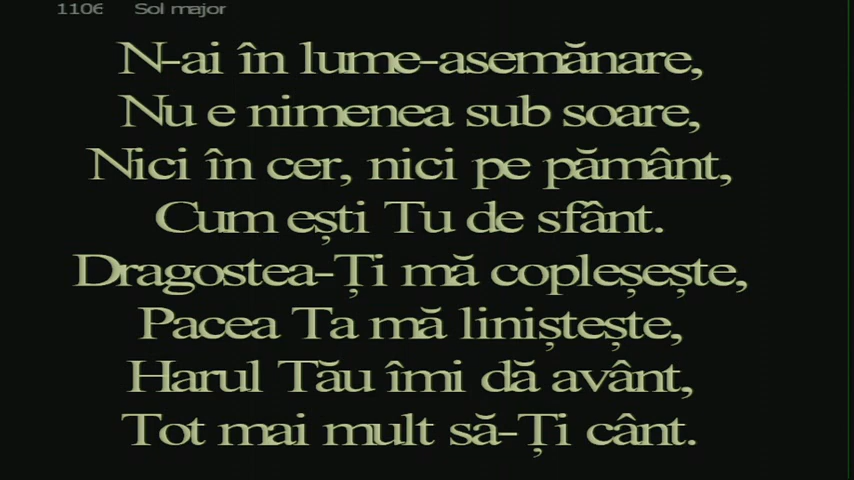 1106 Sol major
N-ai în lume-asemănare,
Nu e nimenea sub soare,
Nici în cer, nici pe pământ,
Cum ești Tu de sfânt.
Dragostea-Ți mă copleșește,
Pacea Ta mă liniștește,
Harul Tău îmi dă avânt,
Tot mai mult să-Ți cânt.